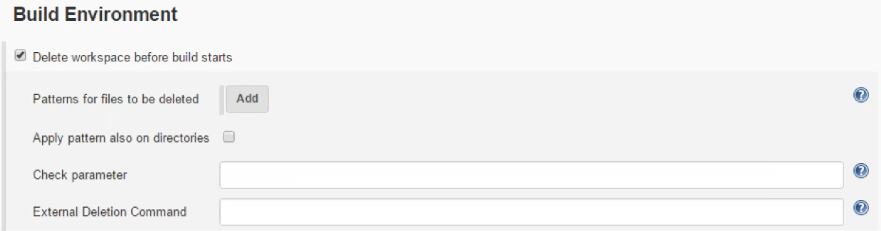 Build Environment
Delete workspace before build starts
Patterns for files to be deleted Add
Apply pattern also on directories
Check parameter
External Deletion Command